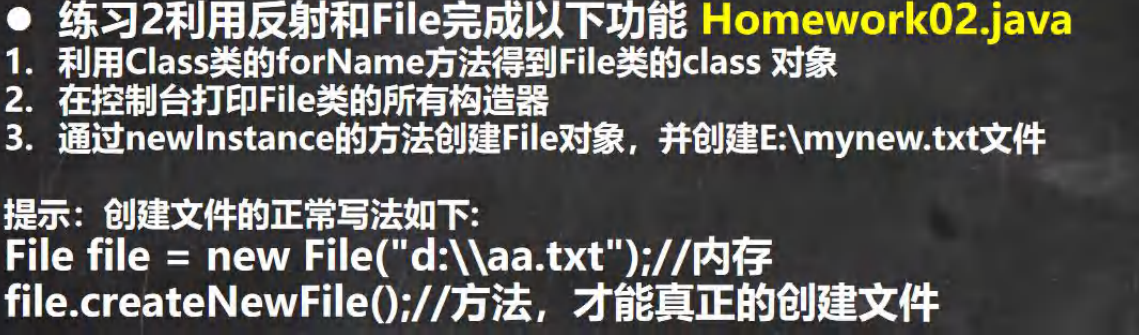 ● 练习2利用反射和File完成以下功能 Homework02.java
1. 利用Class类的forName方法得到File类的class 对象
2. 在控制台打印File类的所有构造器
3. 通过newInstance的方法创建File对象，并创建E:\mynew.txt文件
提示：创建文件的正常写法如下:
File file = new File("d:\\aa.txt");//内存
file.createNewFile();//方法，才能真正的创建文件